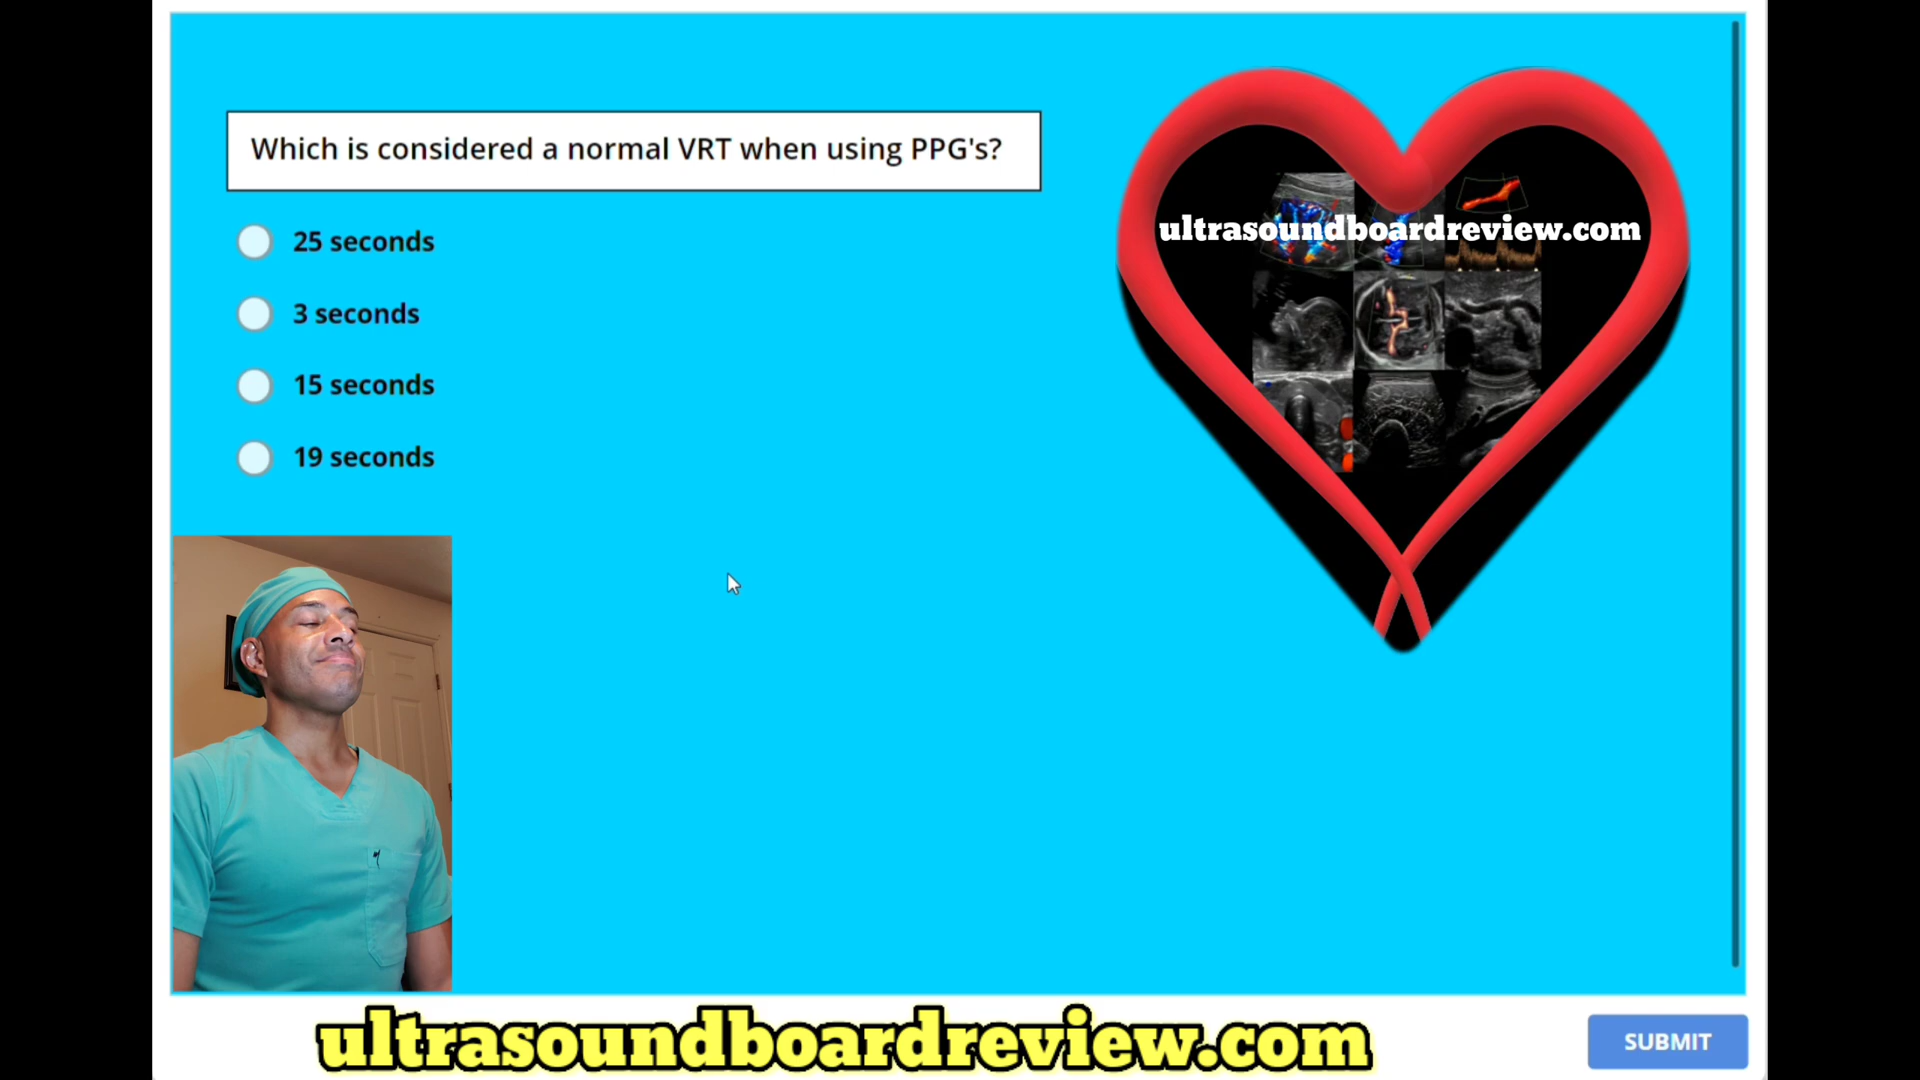 Which is considered a normal VRT when using PPG's?
25 seconds
3 seconds
15 seconds
19 seconds
ultrasoundboardreview.com
ultrasoundboardreview.com
SUBMIT